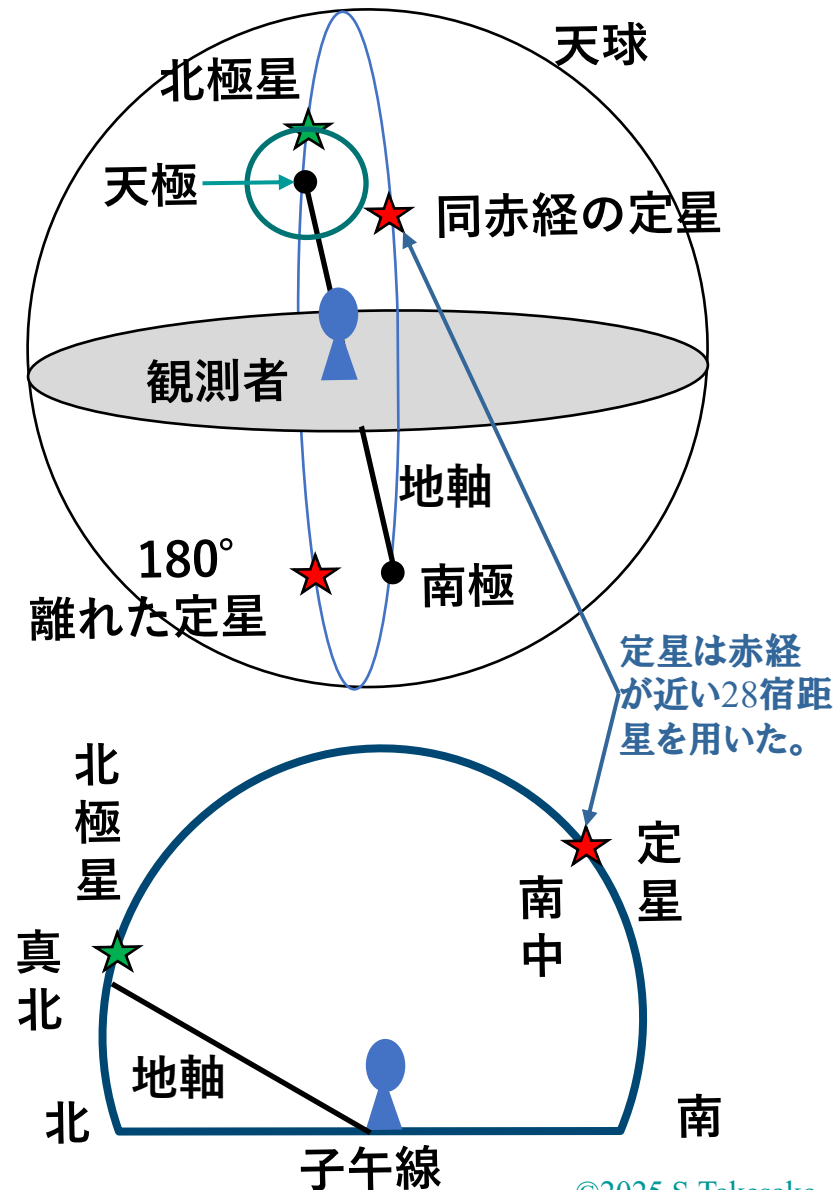 天球
北極星
天極
同赤経の定星
観測者
地軸
180°
離れた定星
南極
定星は赤経
が近い28宿距
星を用いた。
北極星
定星
南中
真北
地軸
北
南
子午線
©2025 S.Takesako